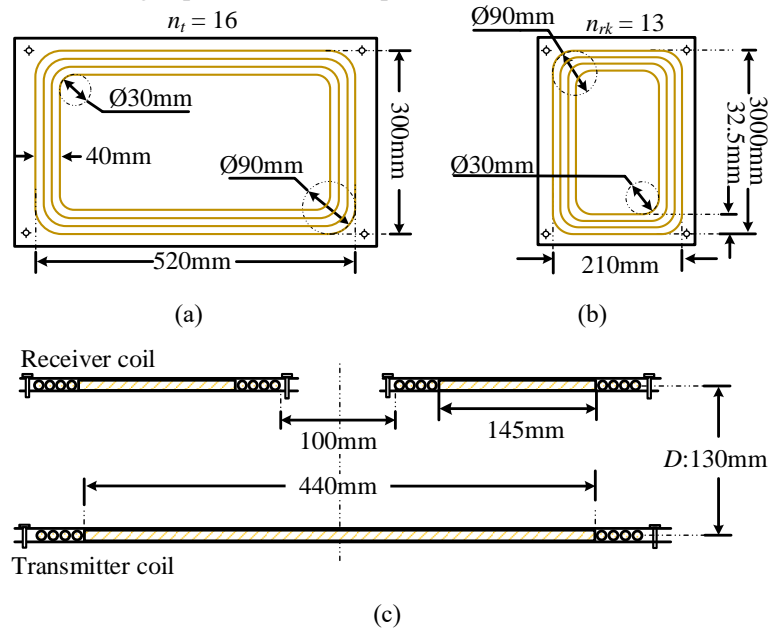 n_t = 16
Ø30mm
40mm
Ø90mm
300mm
520mm
(a)
Ø90mm
n_rk = 13
Ø30mm
3000mm
32.5mm
210mm
(b)
Receiver coil
100mm
145mm
D:130mm
440mm
Transmitter coil
(c)